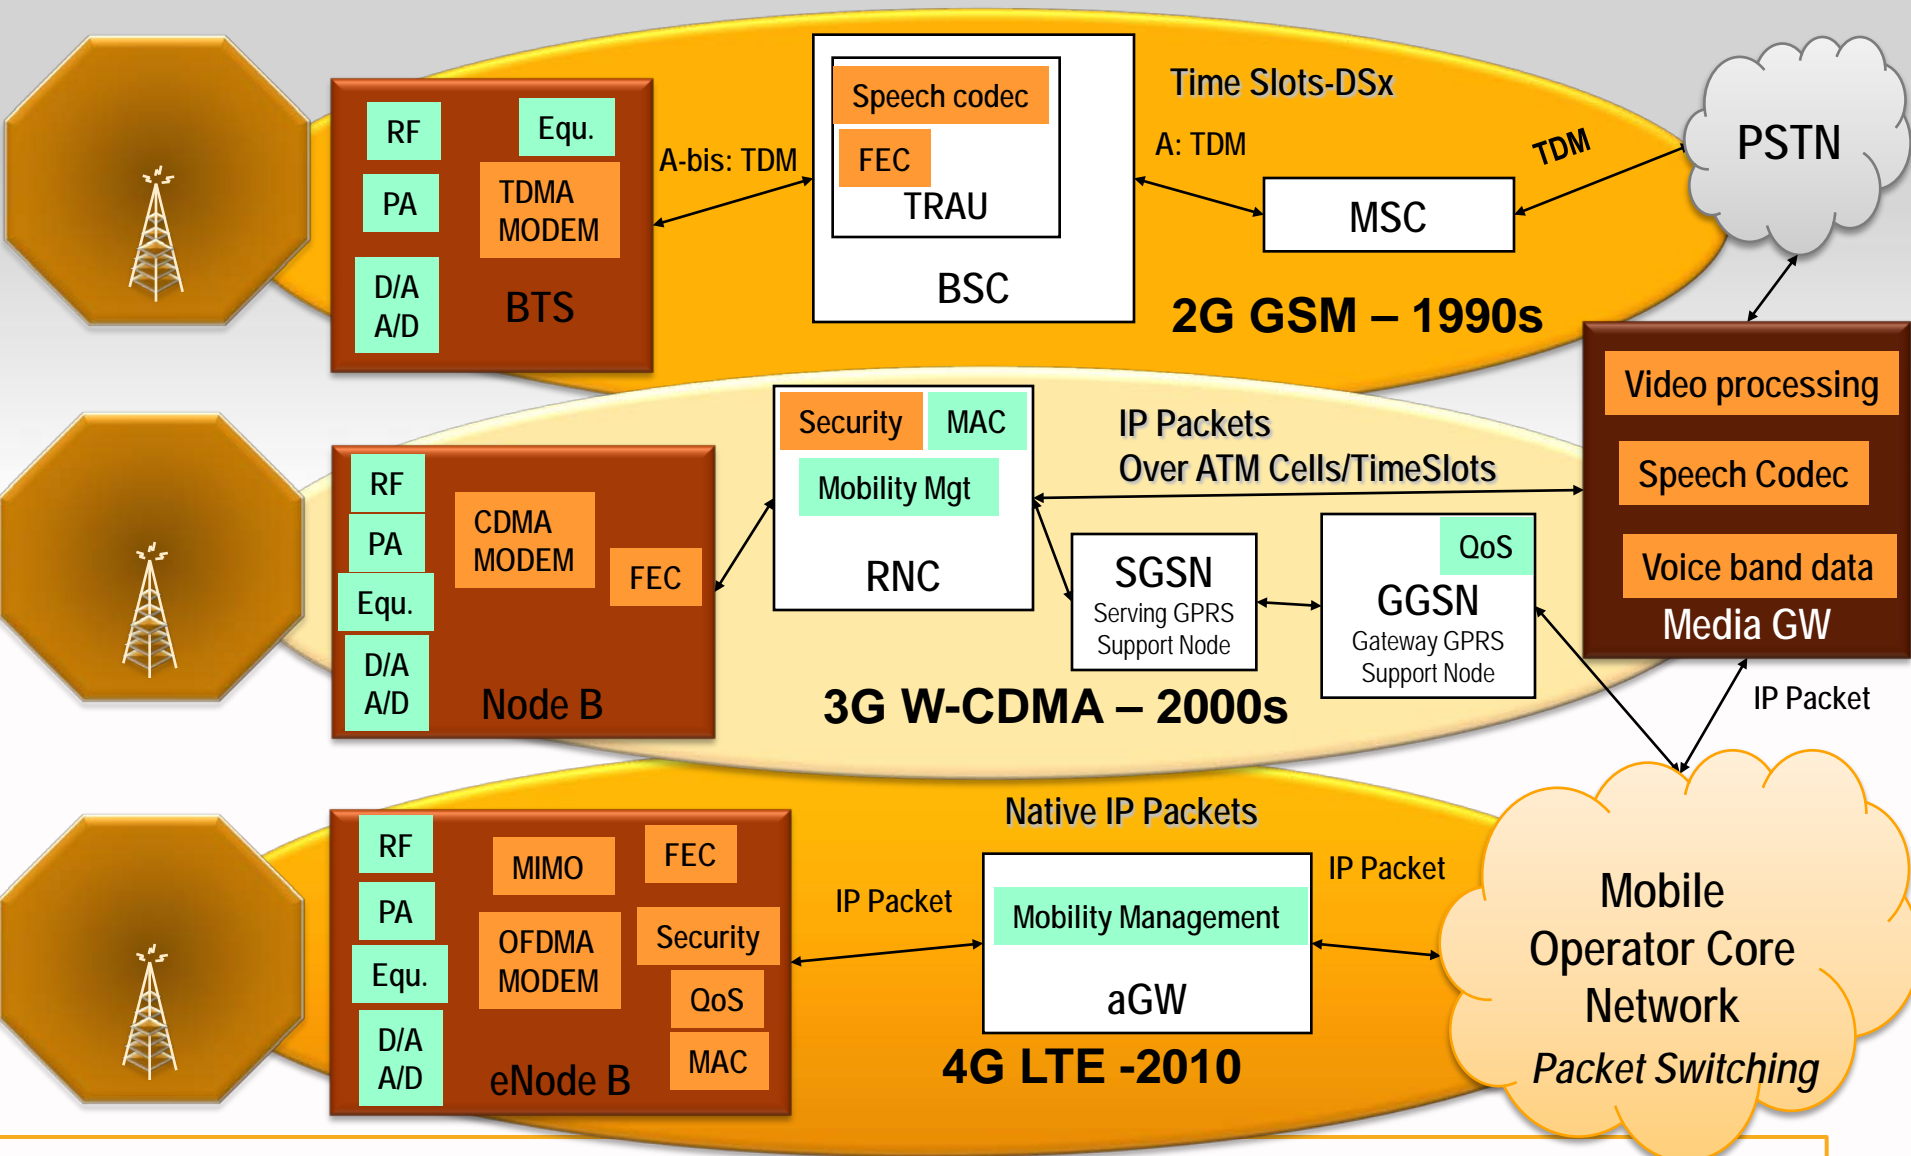 RF
Equ.
PA
TDMA
MODEM
D/A
A/D
BTS
A-bis: TDM
Speech codec
FEC
TRAU
BSC
Time Slots-DSx
A: TDM
MSC
TDM
PSTN
2G GSM – 1990s
RF
PA
Equ.
D/A
A/D
CDMA
MODEM
FEC
Node B
Security
MAC
Mobility Mgt
RNC
IP Packets
Over ATM Cells/TimeSlots
SGSN
Serving GPRS
Support Node
QoS
GGSN
Gateway GPRS
Support Node
3G W-CDMA – 2000s
Video processing
Speech Codec
Voice band data
Media GW
IP Packet
RF
PA
Equ.
D/A
A/D
MIMO
OFDMA
MODEM
FEC
Security
QoS
MAC
eNode B
IP Packet
Native IP Packets
Mobility Management
aGW
IP Packet
4G LTE -2010
Mobile
Operator Core
Network
Packet Switching